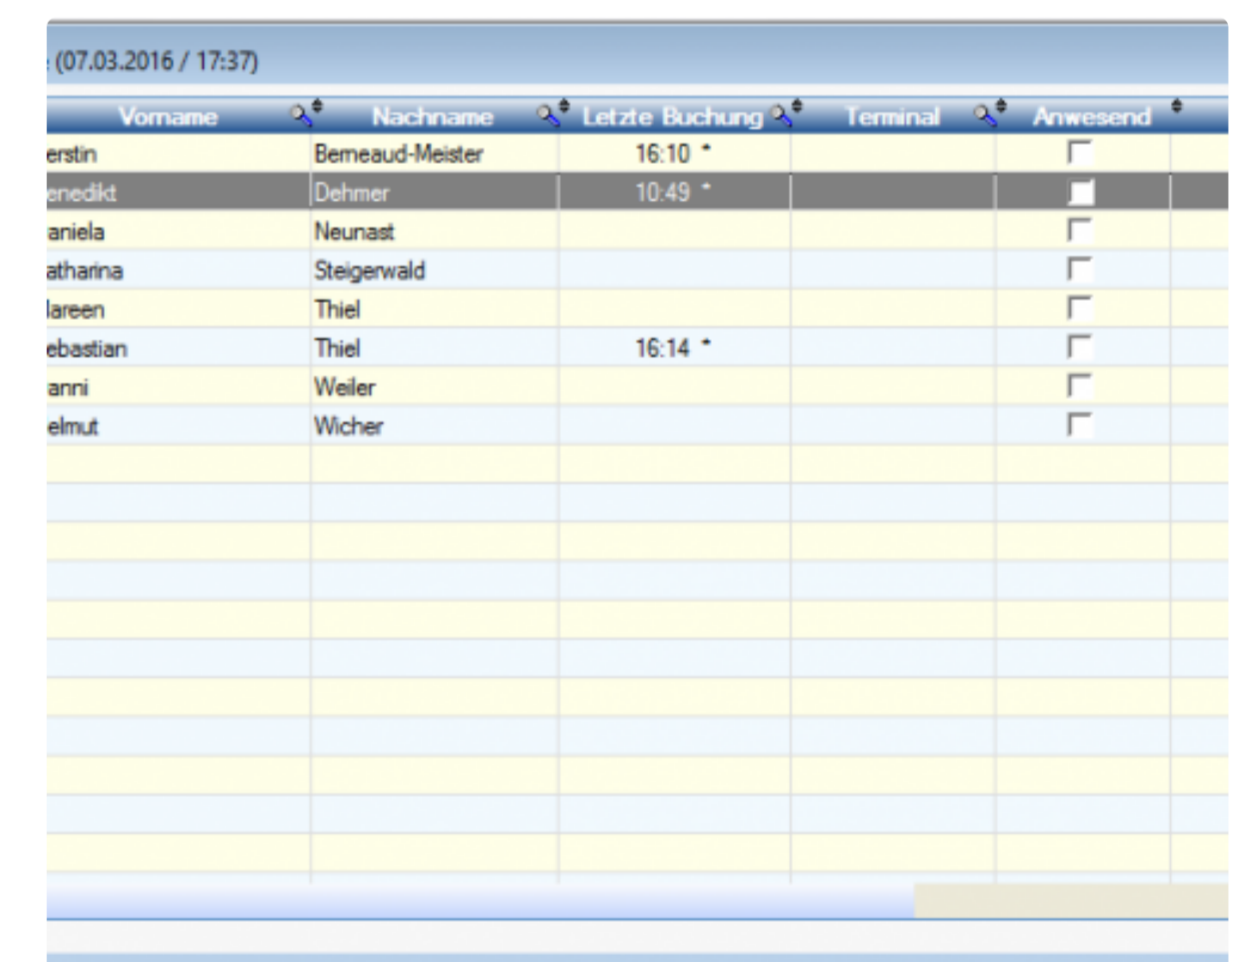 (07.03.2016 / 17:37)
Vorname Nachname Letzte Buchung Terminal Anwesend
erstin Berneaud-Meister 16:10 *
enedikt Dehmer 10:49 *
aniela Neunast
atharina Steigerwald
lareen Thiel
ebastian Thiel 16:14 *
anni Weiler
elmut Wicher